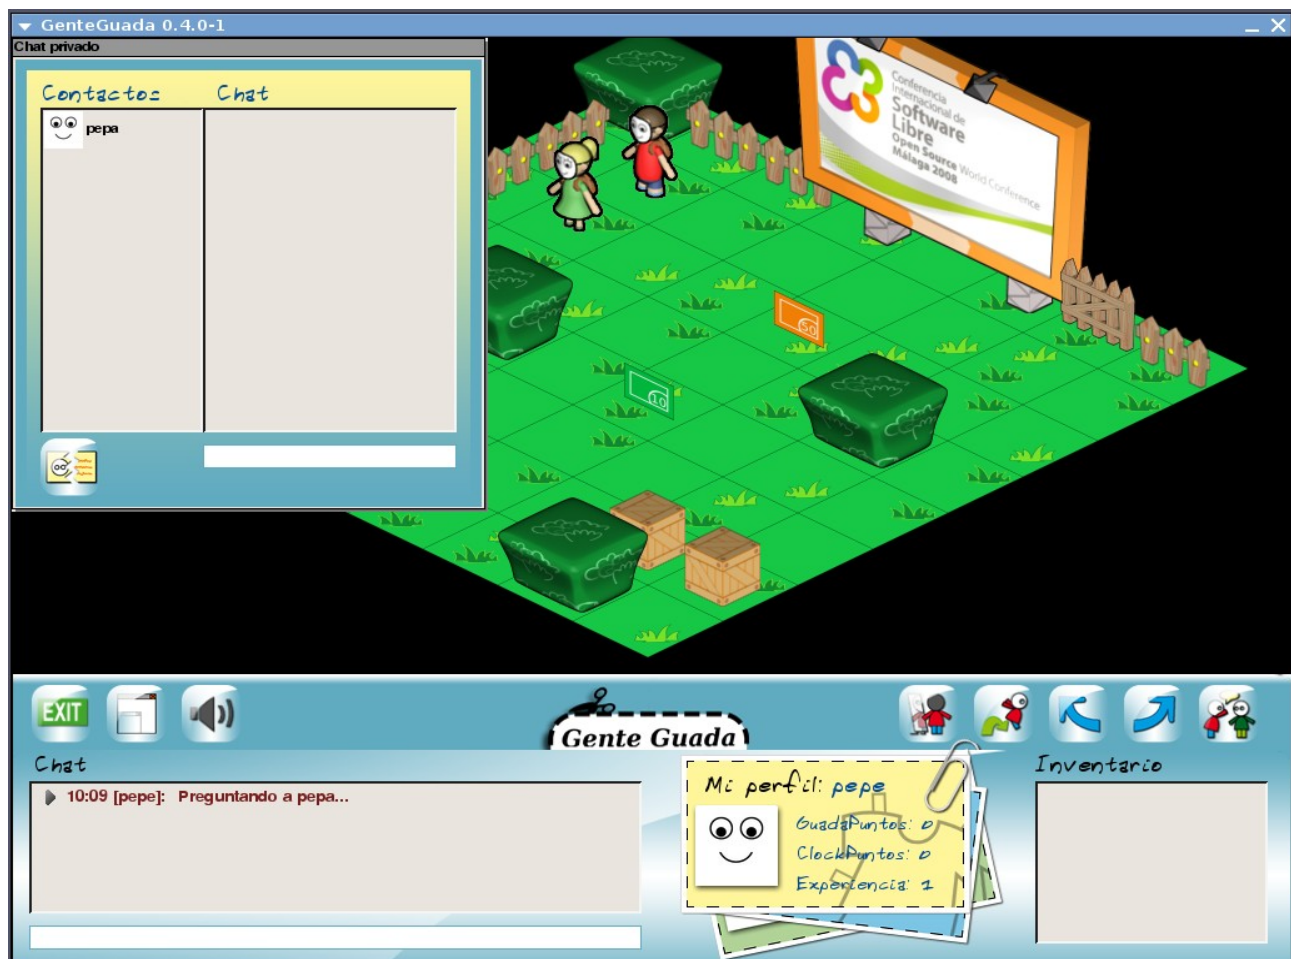 GenteGuada 0.4.0-1
Chat privado
Contactos
Chat
pepa
Conferencia
Internacional de
Software
Libre
Open Source World Conference
Málaga 2008
50
10
EXIT
Gente Guada
Chat
10:09 [pepe]: Preguntando a pepa...
Mi perfil: pepe
GuadaPuntos: 0
ClockPuntos: 0
Experiencia: 1
Inventario